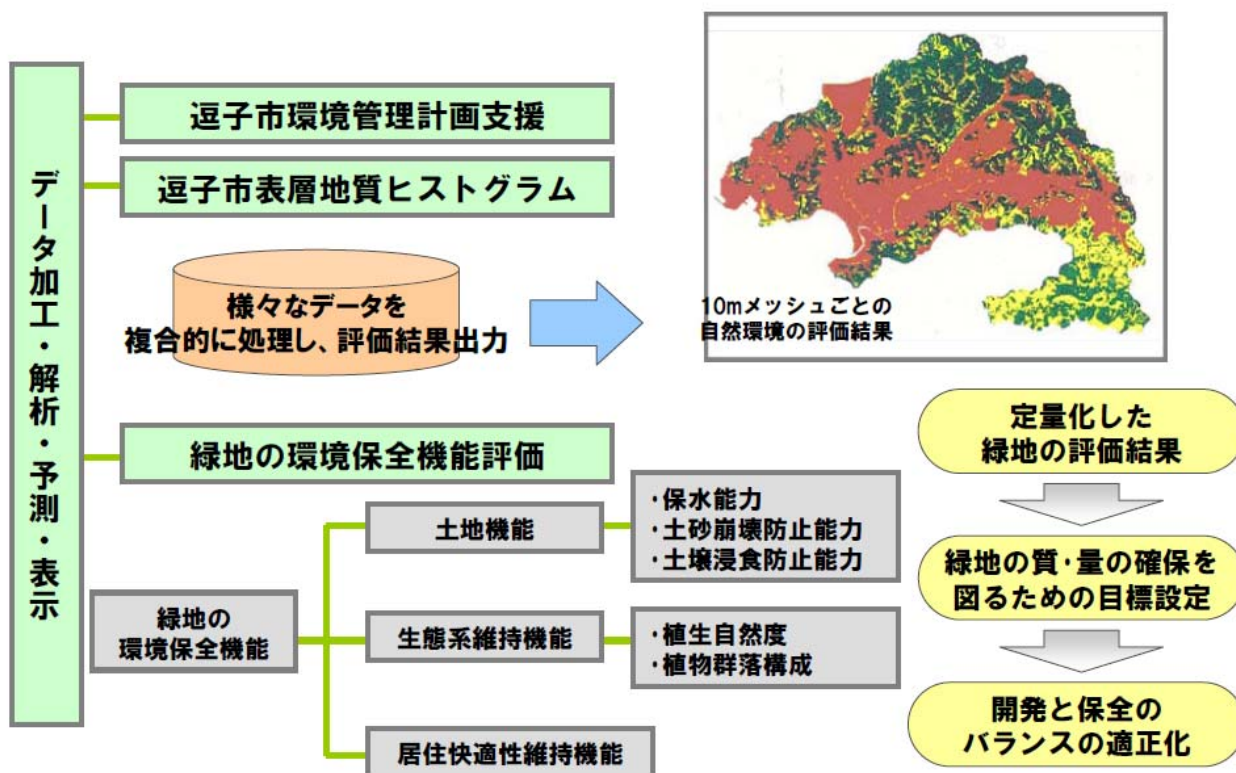 データ加工・解析・予測・表示
逗子市環境管理計画支援
逗子市表層地質ヒストグラム
様々なデータを
複合的に処理し、評価結果出力
10mメッシュごとの
自然環境の評価結果
緑地の環境保全機能評価
緑地の
環境保全機能
土地機能
・保水能力
・土砂崩壊防止能力
・土壌浸食防止能力
生態系維持機能
・植生自然度
・植物群落構成
居住快適性維持機能
定量化した
緑地の評価結果
緑地の質・量の確保を
図るための目標設定
開発と保全の
バランスの適正化